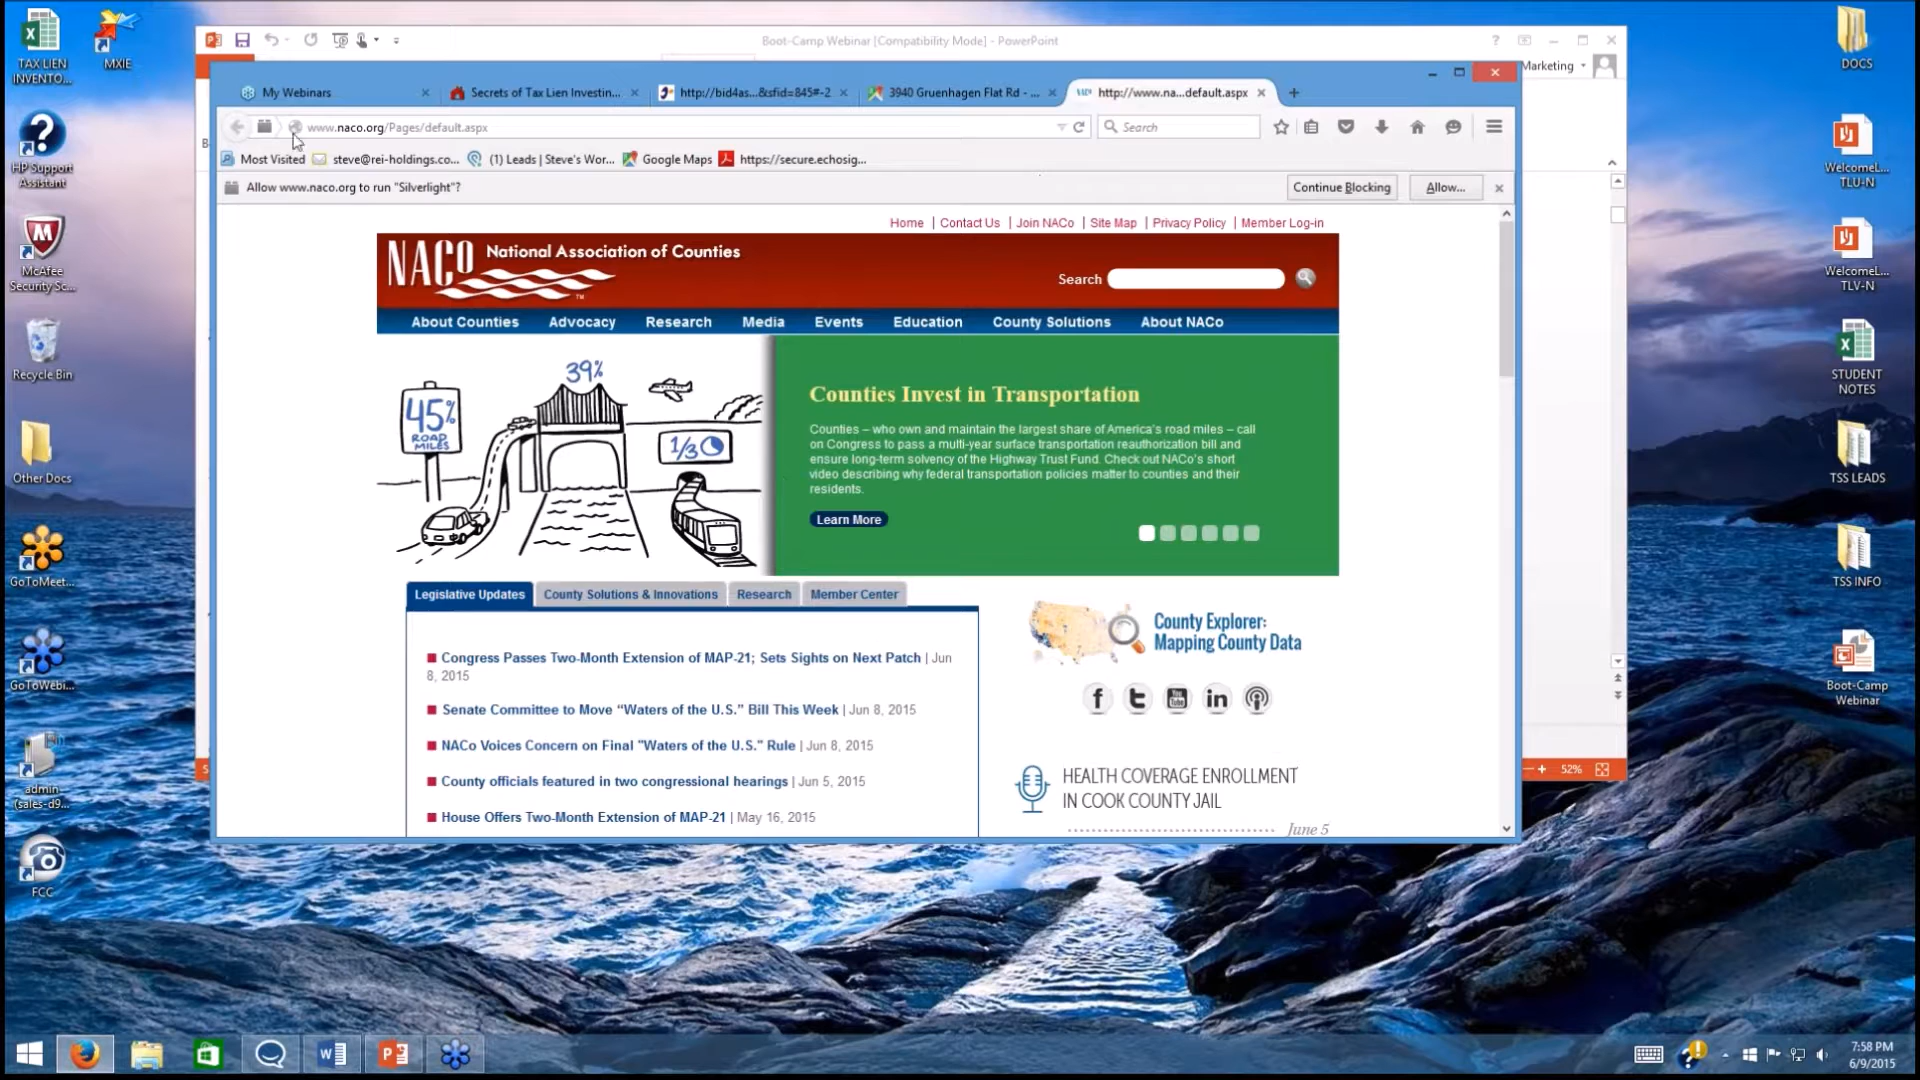 TAX LIEN
INVENTO...
MXIE
HP Support
Assistant
McAfee
Security Sc...
Recycle Bin
Other Docs
GoToMeet...
GoToWebi...
admin
(sales-d9...
FCC
Boot-Camp Webinar [Compatibility Mode] - PowerPoint
Marketing
My Webinars
Secrets of Tax Lien Investin...
http://bid4as...&sfid=845#-2
3940 Gruenhagen Flat Rd - ...
http://www.na...default.aspx
www.naco.org/Pages/default.aspx
Search
Most Visited
steve@rei-holdings.co...
(1) Leads | Steve's Wor...
Google Maps
https://secure.echosig...
Allow www.naco.org to run "Silverlight"?
Continue Blocking
Allow...
Home | Contact Us | Join NACo | Site Map | Privacy Policy | Member Log-in
NACO National Association of Counties
TM
Search
About Counties Advocacy Research Media Events Education County Solutions About NACo
45%
ROAD
MILES
39%
1/3
Counties Invest in Transportation
Counties – who own and maintain the largest share of America's road miles – call
on Congress to pass a multi-year surface transportation reauthorization bill and
ensure long-term solvency of the Highway Trust Fund. Check out NACo's short
video describing why federal transportation policies matter to counties and their
residents.
Learn More
Legislative Updates
County Solutions & Innovations
Research
Member Center
Congress Passes Two-Month Extension of MAP-21; Sets Sights on Next Patch | Jun
8, 2015
Senate Committee to Move “Waters of the U.S.” Bill This Week | Jun 8, 2015
NACo Voices Concern on Final "Waters of the U.S." Rule | Jun 8, 2015
County officials featured in two congressional hearings | Jun 5, 2015
House Offers Two-Month Extension of MAP-21 | May 16, 2015
County Explorer:
Mapping County Data
HEALTH COVERAGE ENROLLMENT
IN COOK COUNTY JAIL
June 5
52%
DOCS
WelcomeL...
TLU-N
WelcomeL...
TLV-N
STUDENT
NOTES
TSS LEADS
TSS INFO
Boot-Camp
Webinar
7:58 PM
6/9/2015